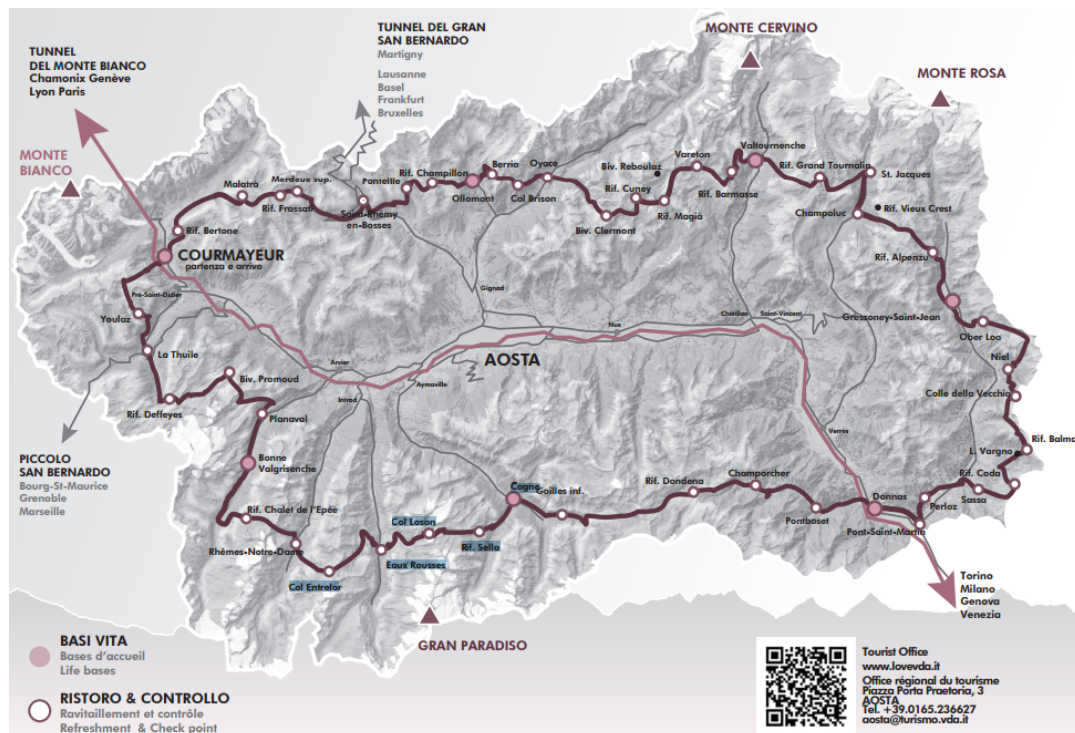 TUNNEL
DEL MONTE BIANCO
Chamonix Genève
Lyon Paris
TUNNEL DEL GRAN
SAN BERNARDO
Martigny
Lausanne
Basel
Frankfurt
Bruxelles
MONTE CERVINO
MONTE ROSA
MONTE
BIANCO
Malatrà
Merdeux sup.
Rif. Frassati
Ponteille
Saint-Rhémy
en-Bosses
Rif. Champillon
Ollomont
Berrio
Oyace
Col Brison
Biv. Reboulaz
Rif. Cuney
Biv. Clermont
Vareton
Rif. Magià
Rif. Barmasse
Valtournenche
Rif. Grand Tournalin
St. Jacques
Champoluc
Rif. Vieux Crest
Rif. Alpenzu
Rif. Bertone
COURMAYEUR
partenza e arrivo
Pré-Saint-Didier
Youlaz
La Thuile
Gignod
Nus
Châtillon
Saint-Vincent
Gressoney-Saint-Jean
Ober Loo
Niel
Colle della Vecchia
Arvier
AOSTA
Aymaville
Introd
Biv. Promoud
Rif. Deffeyes
Planaval
Verrès
Rif. Balma
L. Vargno
Rif. Coda
Sassa
Perloz
PICCOLO
SAN BERNARDO
Bourg-St-Maurice
Grenoble
Marseille
Bonne
Valgrisenche
Rif. Chalet de l'Epée
Rhêmes-Notre-Dame
Col Entrelor
Eaux Rousses
Col Loson
Rif. Sella
Cogne
Goilles inf.
Rif. Dondena
Champorcher
Pontboset
Donnas
Pont-Saint-Martin
Torino
Milano
Genova
Venezia
GRAN PARADISO
BASI VITA
Bases d'accueil
Life bases
RISTORO & CONTROLLO
Ravitaillement et contrôle
Refreshment & Check point
Tourist Office
www.lovevda.it
Office régional du tourisme
Piazza Porta Praetoria, 3
AOSTA
Tel. +39.0165.236627
aosta@turismo.vda.it